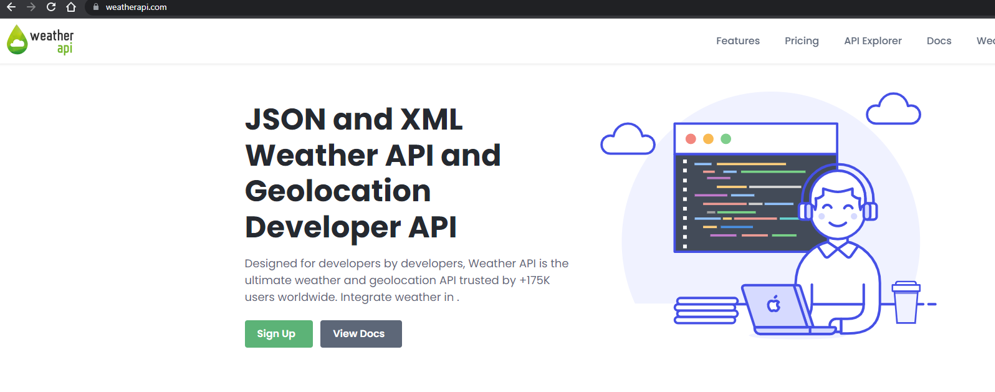 weatherapi.com
weather
api
Features Pricing API Explorer Docs Wea
JSON and XML
Weather API and
Geolocation
Developer API
Designed for developers by developers, Weather API is the
ultimate weather and geolocation API trusted by +175K
users worldwide. Integrate weather in .
Sign Up View Docs